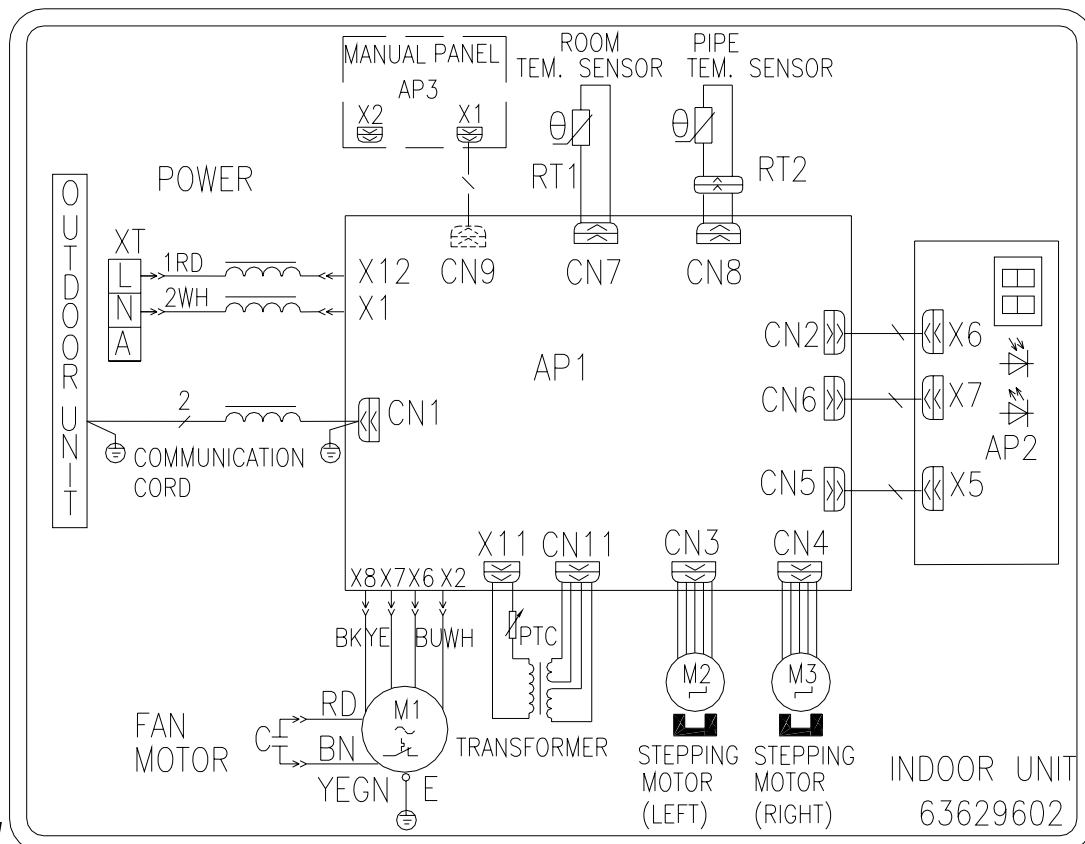 MANUAL PANEL
AP3
X2
X1
ROOM
TEM. SENSOR
PIPE
TEM. SENSOR
θ
θ
RT1
RT2
POWER
OUTDOOR UNIT
XT
L
N
A
1RD
2WH
X12
X1
CN9
CN7
CN8
AP1
CN2
X6
CN6
X7
AP2
CN5
X5
2
CN1
COMMUNICATION
CORD
X8 X7 X6 X2
X11
CN11
CN3
CN4
BK YE BU WH
PTC
M2
M3
FAN
MOTOR
C
RD
BN
M1
YEGN
E
TRANSFORMER
STEPPING
MOTOR
(LEFT)
STEPPING
MOTOR
(RIGHT)
INDOOR UNIT
63629602